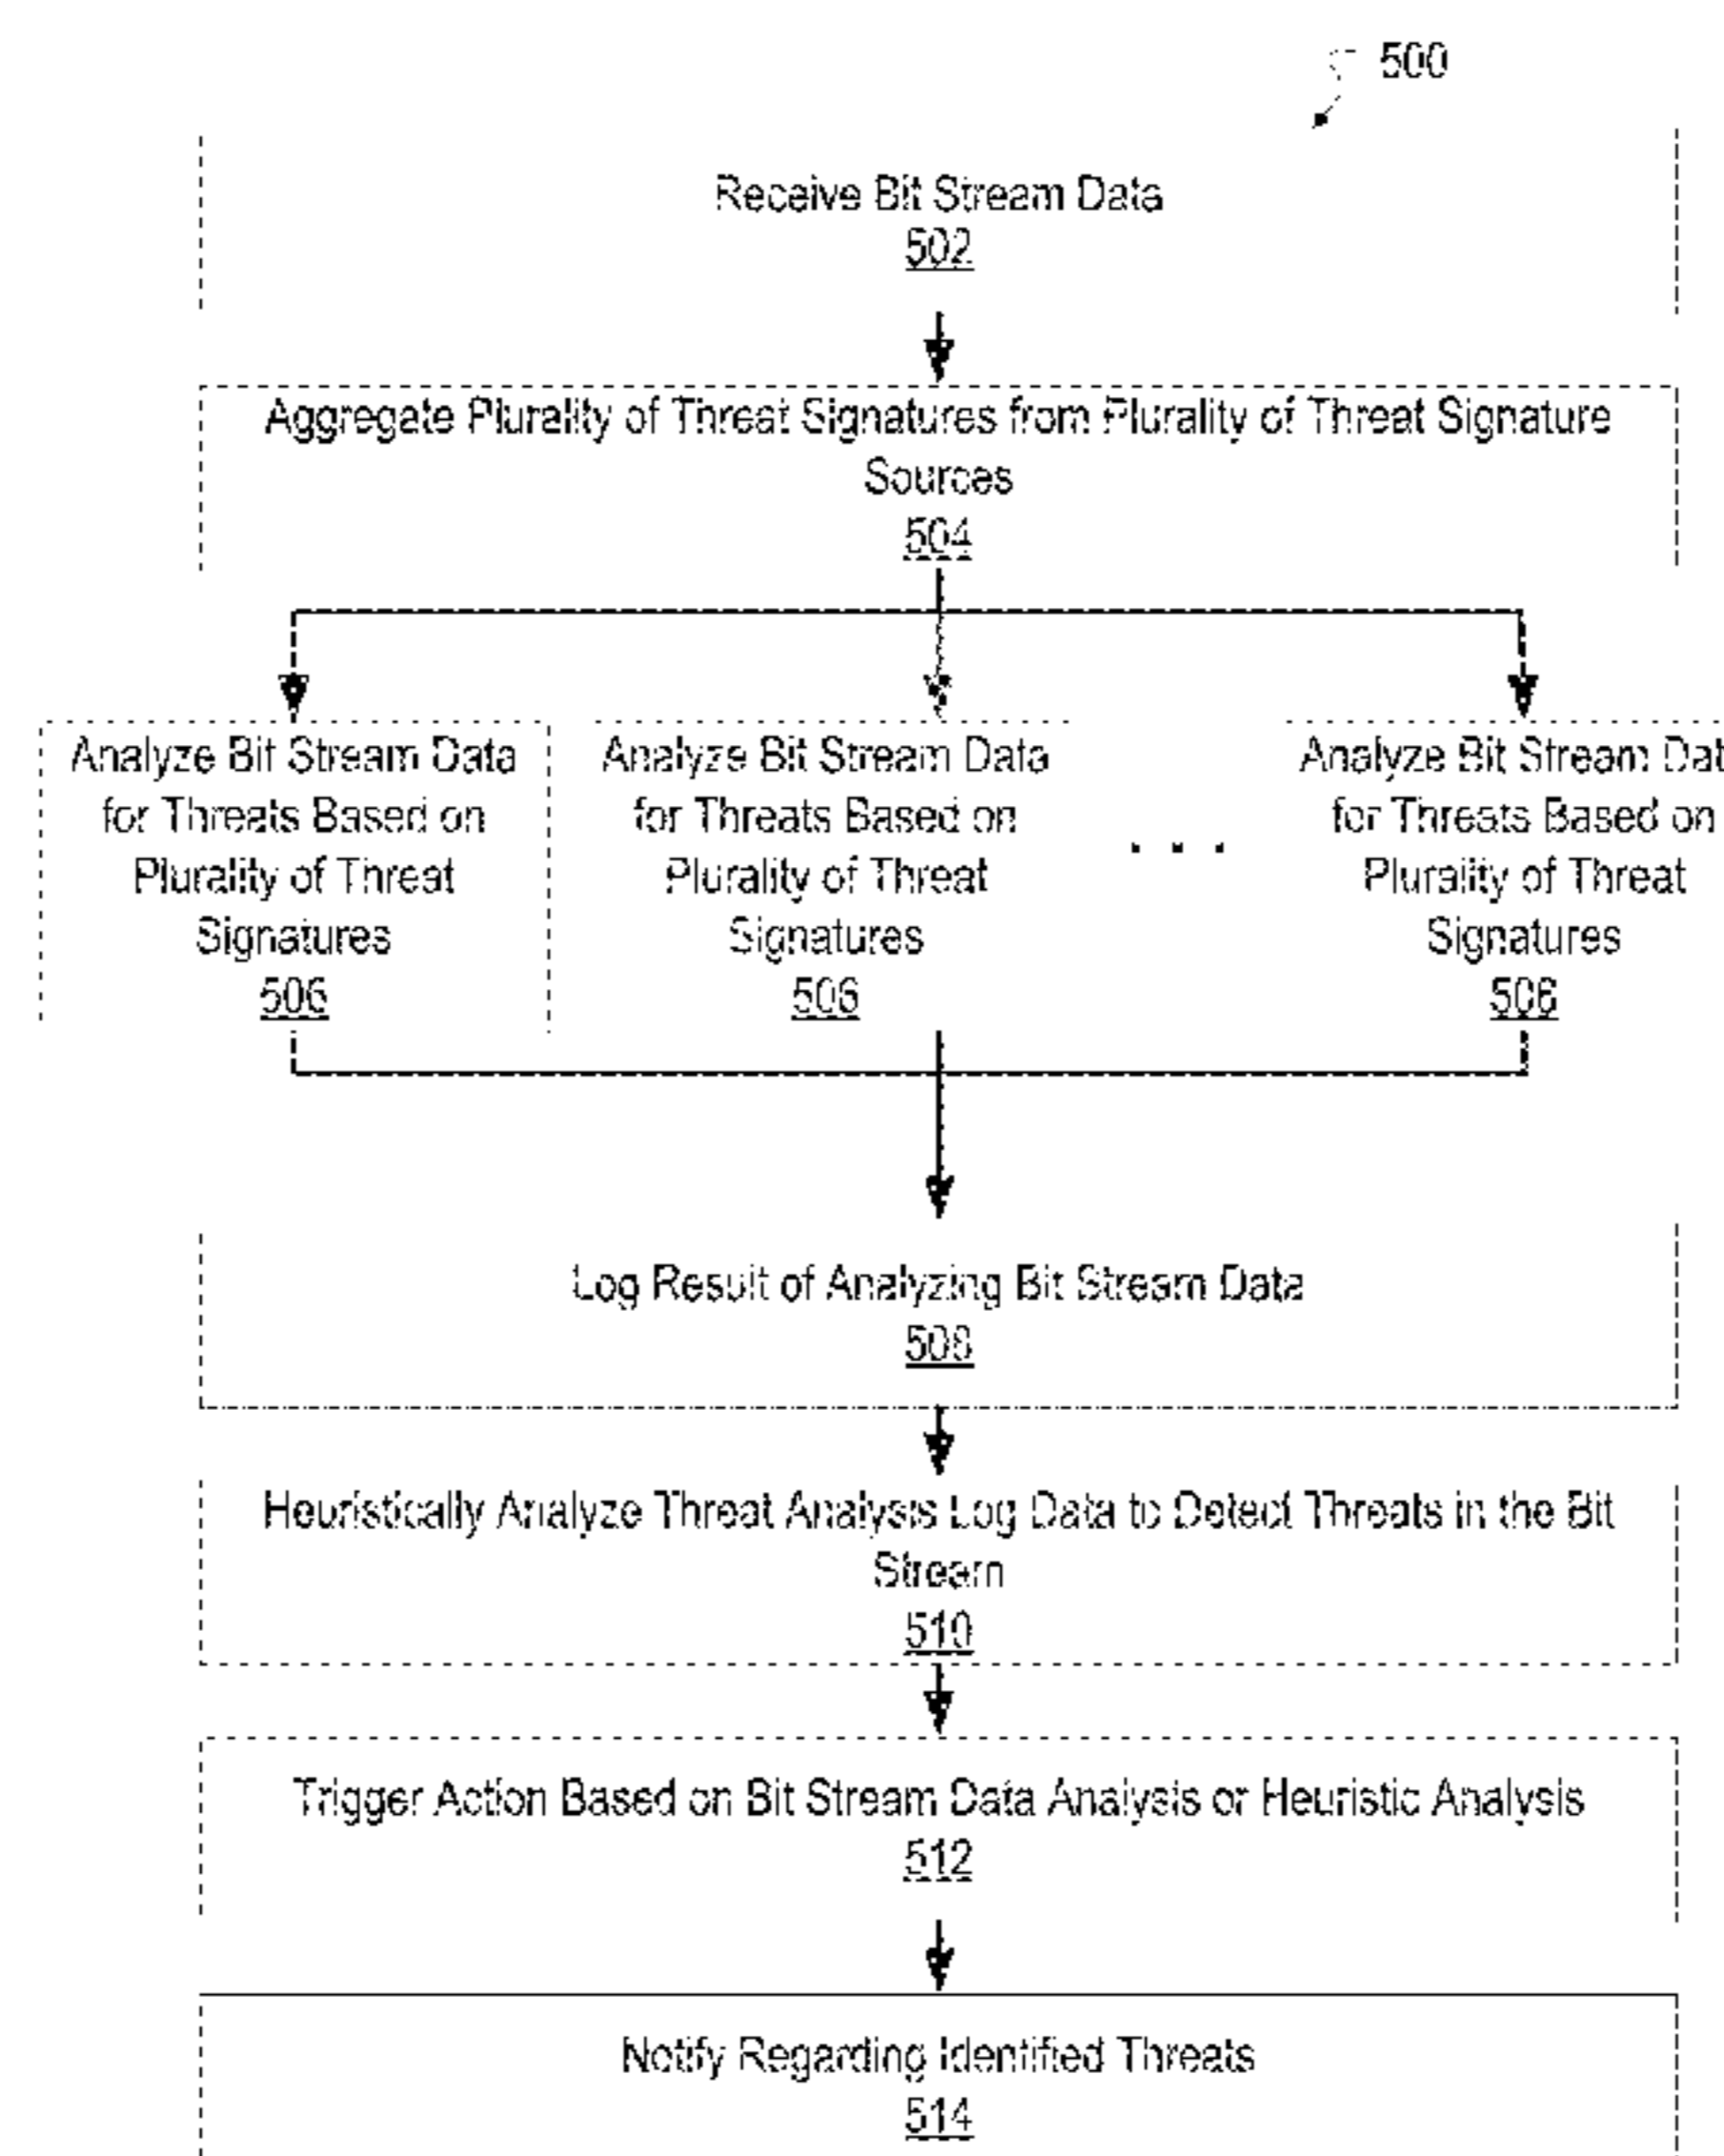 500
Receive Bit Stream Data
502
Aggregate Plurality of Threat Signatures from Plurality of Threat Signature
Sources
504
Analyze Bit Stream Data
for Threats Based on
Plurality of Threat
Signatures
506
Analyze Bit Stream Data
for Threats Based on
Plurality of Threat
Signatures
506
. . .
Analyze Bit Stream Dat
for Threats Based on
Plurality of Threat
Signatures
506
Log Result of Analyzing Bit Stream Data
508
Heuristically Analyze Threat Analysis Log Data to Detect Threats in the Bit
Stream
510
Trigger Action Based on Bit Stream Data Analysis or Heuristic Analysis
512
Notify Regarding Identified Threats
514